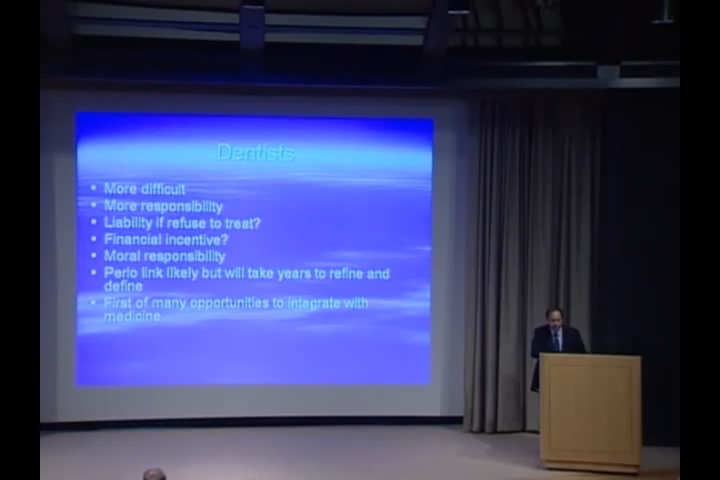 Dentists
• More difficult
• More responsibility
• Liability if refuse to treat?
• Financial incentive?
• Moral responsibility
• Perio link likely but will take years to refine and
define
• First of many opportunities to integrate with
medicine